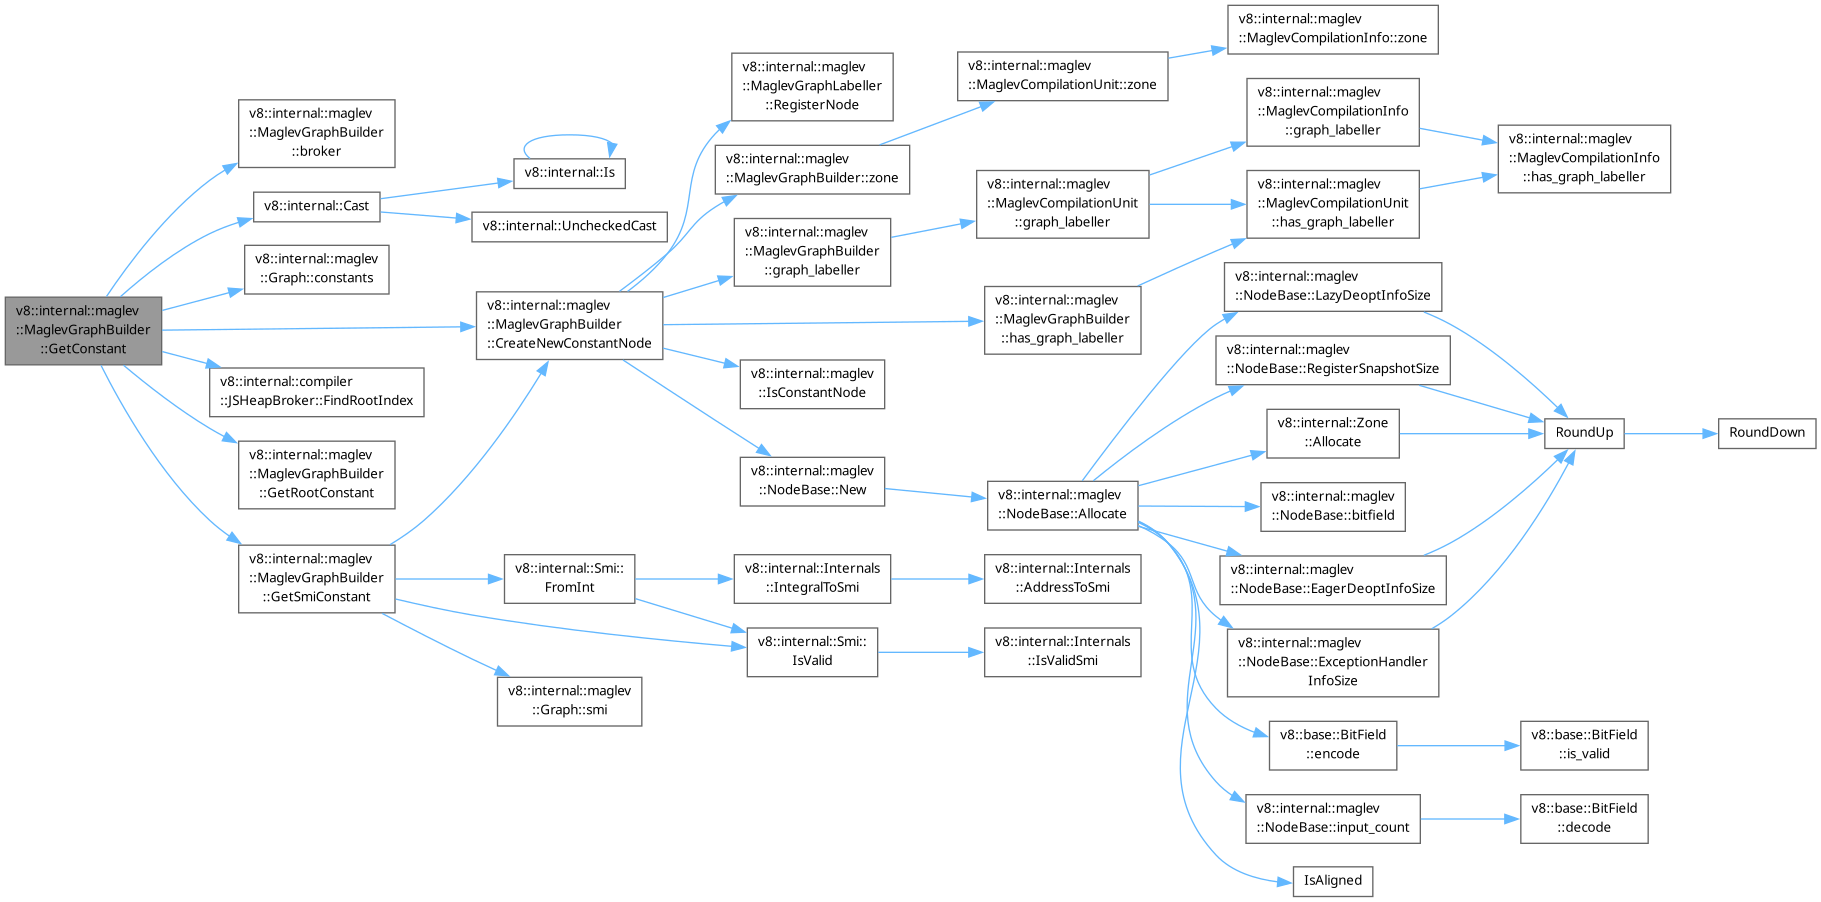 v8::internal::maglev
::MaglevGraphBuilder
::GetConstant
v8::internal::maglev
::MaglevGraphBuilder
::broker
v8::internal::Cast
v8::internal::maglev
::Graph::constants
v8::internal::compiler
::JSHeapBroker::FindRootIndex
v8::internal::maglev
::MaglevGraphBuilder
::GetRootConstant
v8::internal::maglev
::MaglevGraphBuilder
::GetSmiConstant
v8::internal::Is
v8::internal::UncheckedCast
v8::internal::maglev
::MaglevGraphBuilder
::CreateNewConstantNode
v8::internal::Smi::
FromInt
v8::internal::maglev
::Graph::smi
v8::internal::maglev
::MaglevGraphLabeller
::RegisterNode
v8::internal::maglev
::MaglevGraphBuilder::zone
v8::internal::maglev
::MaglevGraphBuilder
::graph_labeller
v8::internal::maglev
::IsConstantNode
v8::internal::maglev
::NodeBase::New
v8::internal::Internals
::IntegralToSmi
v8::internal::Smi::
IsValid
v8::internal::maglev
::MaglevCompilationUnit::zone
v8::internal::maglev
::MaglevCompilationUnit
::graph_labeller
v8::internal::maglev
::MaglevGraphBuilder
::has_graph_labeller
v8::internal::maglev
::NodeBase::Allocate
v8::internal::Internals
::AddressToSmi
v8::internal::Internals
::IsValidSmi
v8::internal::maglev
::MaglevCompilationInfo::zone
v8::internal::maglev
::MaglevCompilationInfo
::graph_labeller
v8::internal::maglev
::MaglevCompilationUnit
::has_graph_labeller
v8::internal::maglev
::NodeBase::LazyDeoptInfoSize
v8::internal::maglev
::NodeBase::RegisterSnapshotSize
v8::internal::Zone
::Allocate
v8::internal::maglev
::NodeBase::bitfield
v8::internal::maglev
::NodeBase::EagerDeoptInfoSize
v8::internal::maglev
::NodeBase::ExceptionHandler
InfoSize
v8::base::BitField
::encode
v8::internal::maglev
::NodeBase::input_count
IsAligned
v8::internal::maglev
::MaglevCompilationInfo
::has_graph_labeller
RoundUp
v8::base::BitField
::is_valid
v8::base::BitField
::decode
RoundDown